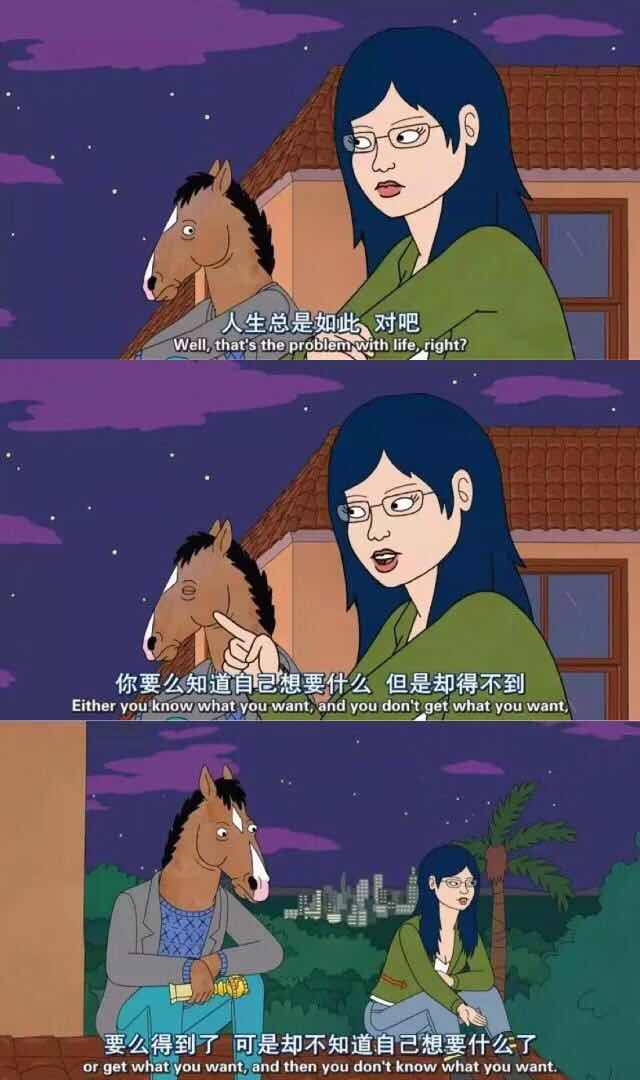 人生总是如此 对吧
Well, that's the problem with life, right?
你要么知道自己想要什么 但是却得不到
Either you know what you want, and you don't get what you want,
要么得到了 可是却不知道自己想要什么了
or get what you want, and then you don't know what you want.